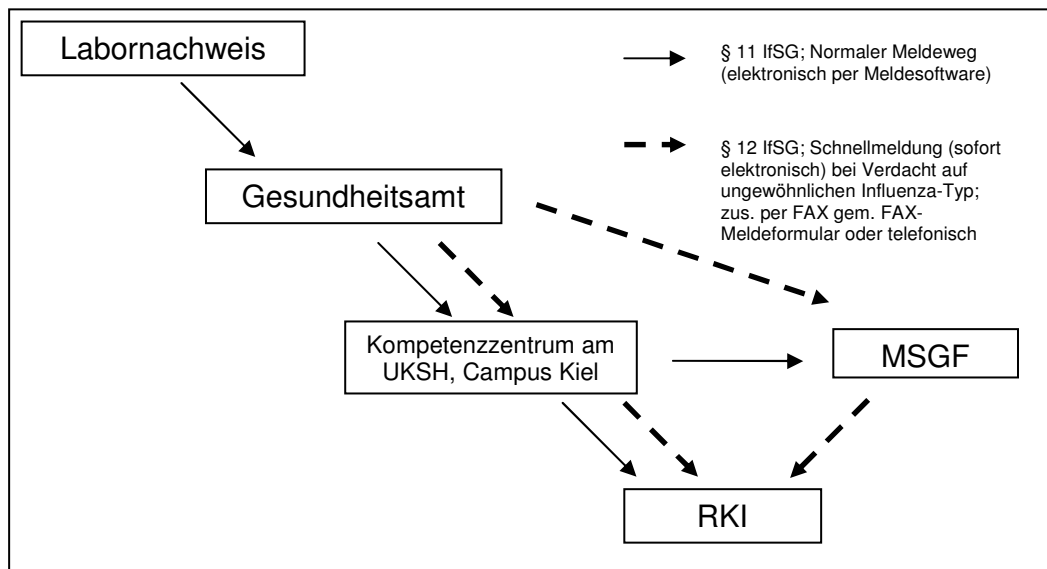 Labornachweis
§ 11 IfSG; Normaler Meldeweg
(elektronisch per Meldesoftware)
§ 12 IfSG; Schnellmeldung (sofort
elektronisch) bei Verdacht auf
ungewöhnlichen Influenza-Typ;
zus. per FAX gem. FAX-
Meldeformular oder telefonisch
Gesundheitsamt
Kompetenzzentrum am
UKSH, Campus Kiel
MSGF
RKI